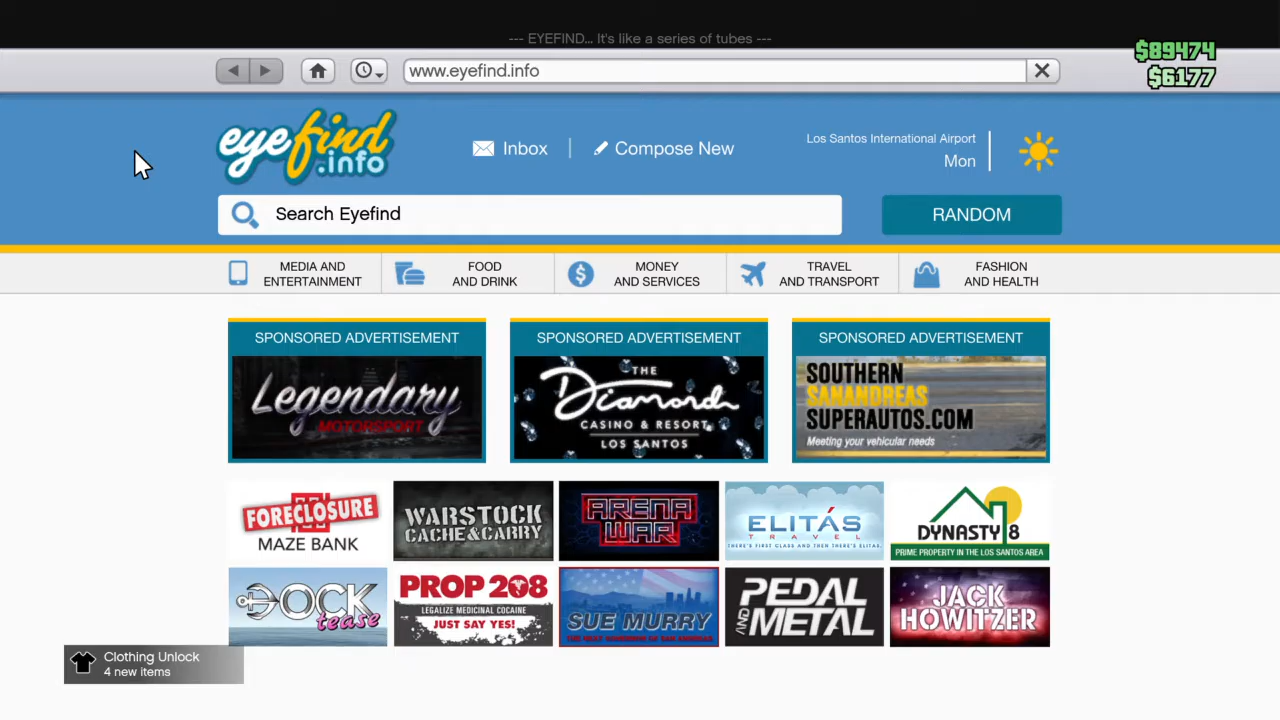 --- EYEFIND... It's like a series of tubes ---
www.eyefind.info
$89474
$6177
eyefind
.info
Inbox
Compose New
Los Santos International Airport
Mon
Search Eyefind
RANDOM
MEDIA AND
ENTERTAINMENT
FOOD
AND DRINK
MONEY
AND SERVICES
TRAVEL
AND TRANSPORT
FASHION
AND HEALTH
SPONSORED ADVERTISEMENT
Legendary
MOTORSPORT
SPONSORED ADVERTISEMENT
THE
Diamond
CASINO & RESORT
LOS SANTOS
SPONSORED ADVERTISEMENT
SOUTHERN
SANANDREAS
SUPERAUTOS.COM
Meeting your vehicular needs
FORECLOSURE
MAZE BANK
WARSTOCK
CACHE&CARRY
ARENA
WAR
ELITÁS
TRAVEL
THERE'S FIRST CLASS AND THEN THERE'S ELITAS.
DYNASTY 8
PRIME PROPERTY IN THE LOS SANTOS AREA
DOCK
tease
PROP 208
LEGALIZE MEDICINAL COCAINE
JUST SAY YES!
SUE MURRY
PEDAL
AND METAL
JACK
HOWITZER
Clothing Unlock
4 new items